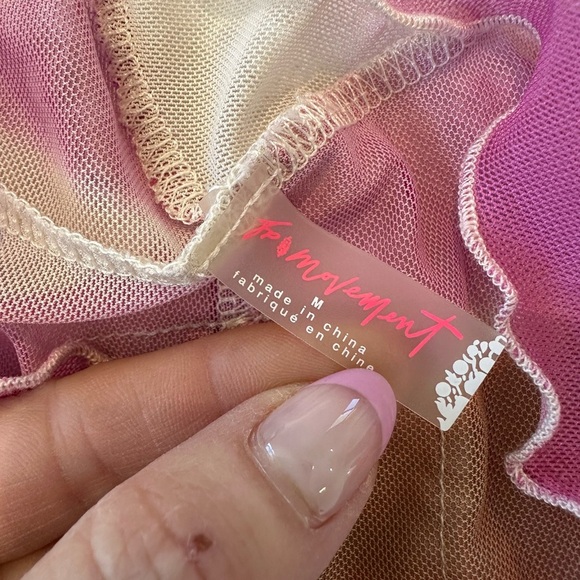 fp movement
M
made in china
fabriqué en chine